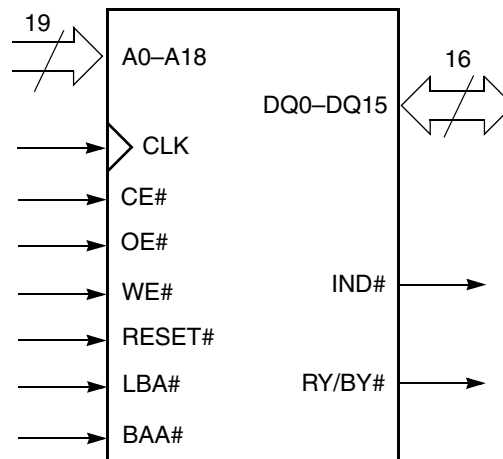 19
16
A0–A18
DQ0–DQ15
CLK
CE#
OE#
WE#
IND#
RESET#
LBA#
RY/BY#
BAA#